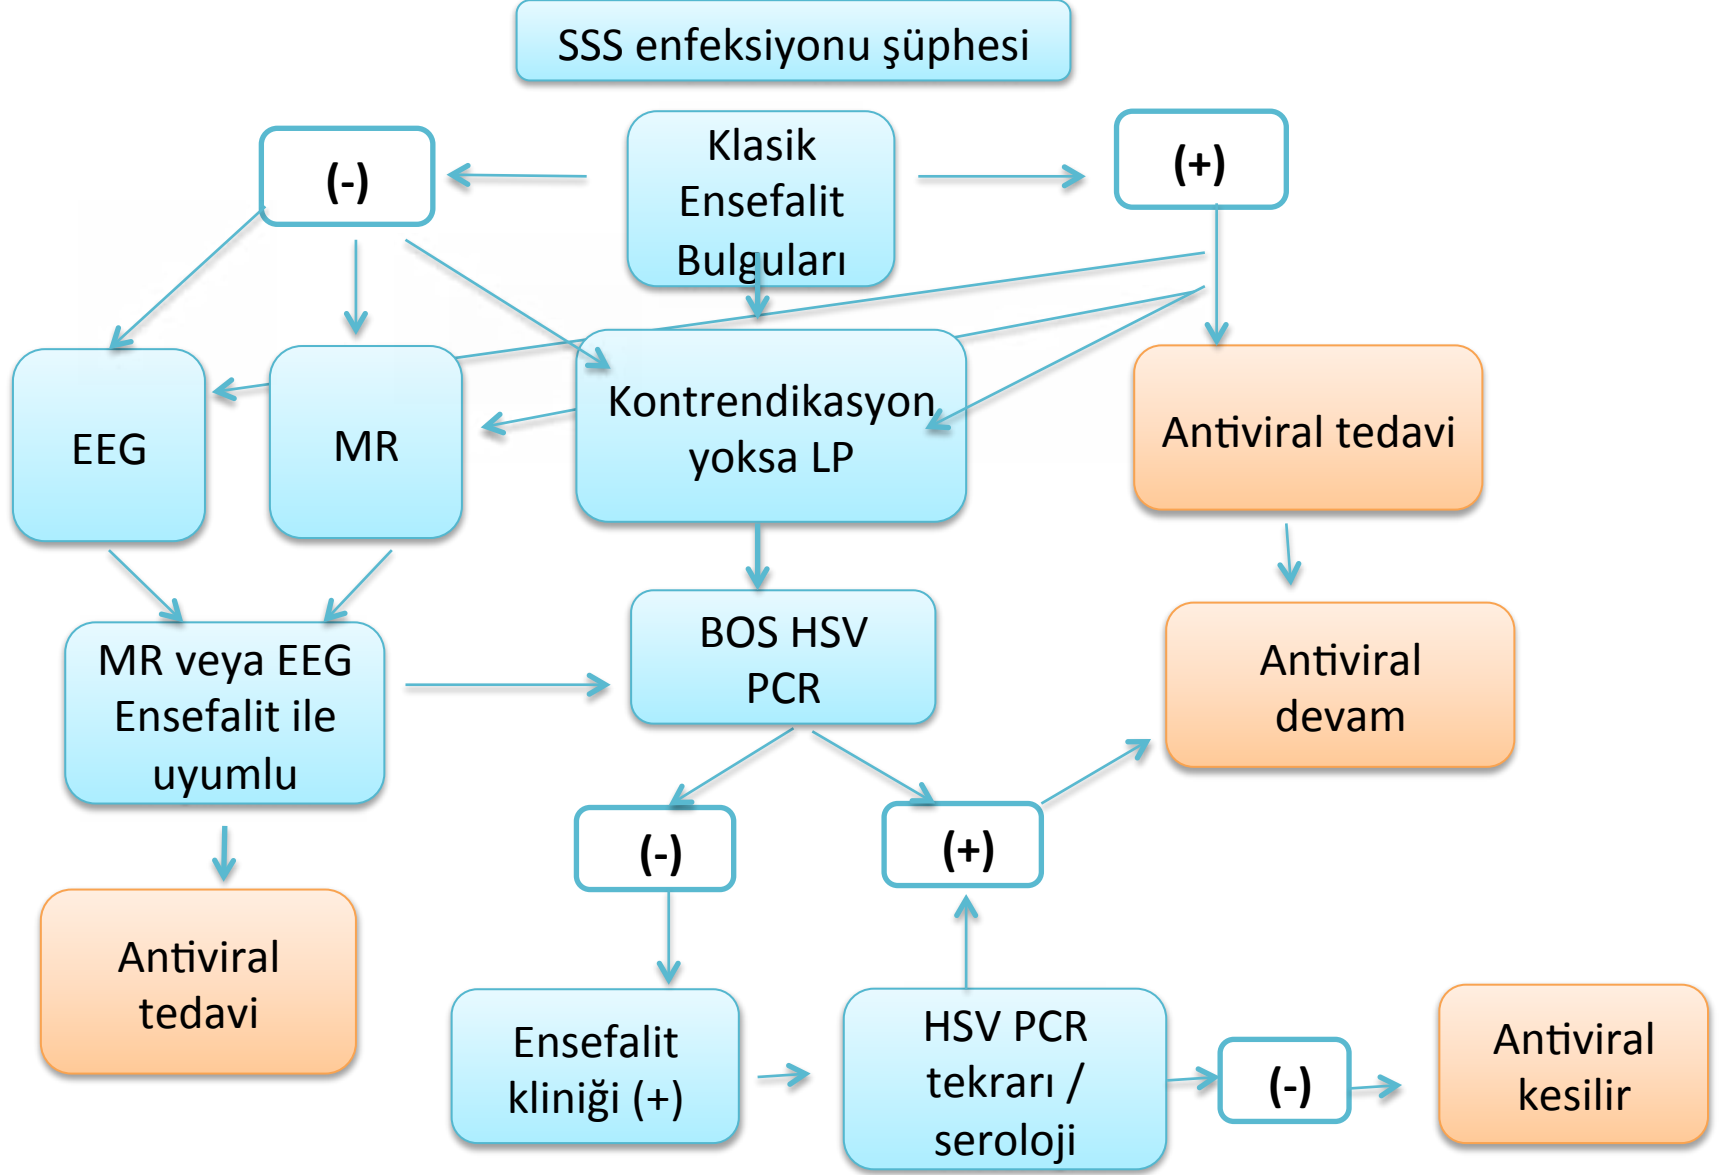 SSS enfeksiyonu şüphesi
(-)
Klasik
Ensefalit
Bulguları
(+)
EEG
MR
Kontrendikasyon
yoksa LP
Antiviral tedavi
MR veya EEG
Ensefalit ile
uyumlu
BOS HSV
PCR
Antiviral
devam
(-)
(+)
Antiviral
tedavi
Ensefalit
kliniği (+)
HSV PCR
tekrarı /
seroloji
(-)
Antiviral
kesilir